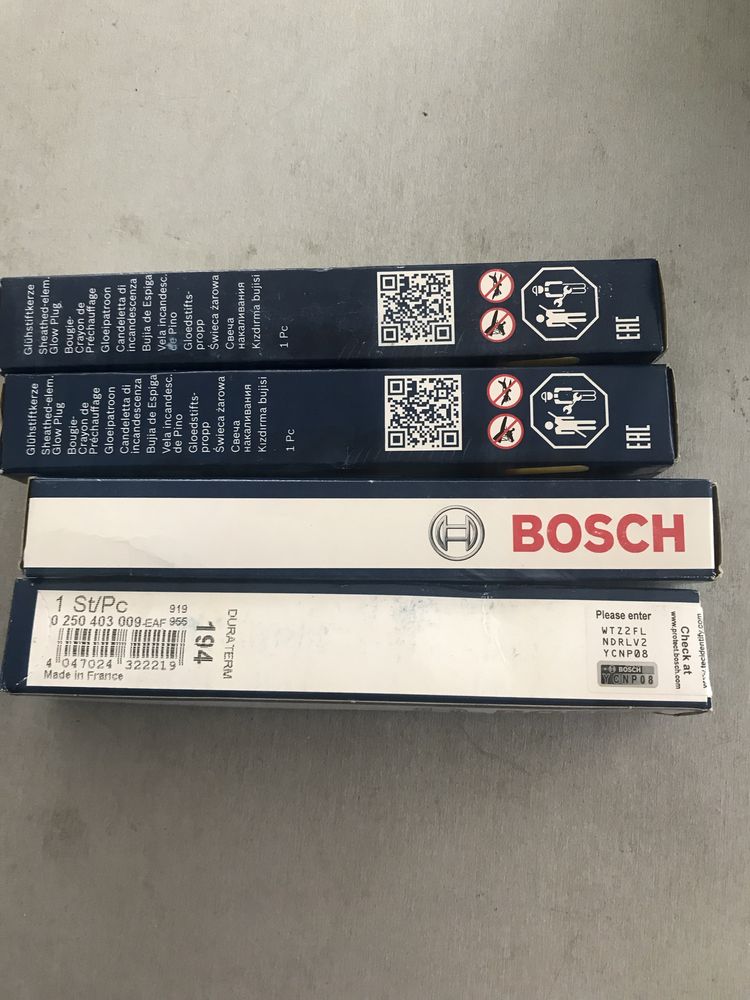 Glühstiftkerze
Sheathed-elem.
Glow Plug
Bougie-
Crayon de
Préchauffage
Gloeipatroon
Candeletta di
incandescenza
Bujia de Espiga
Vela incandesc.
de Pino
Gloedstifts-
propp
Świeca żarowa
Свеча
накаливания
Kızdırma bujisi
1 Pc
EAC
Glühstiftkerze
Sheathed-elem.
Glow Plug
Bougie-
Crayon de
Préchauffage
Gloeipatroon
Candeletta di
incandescenza
Bujia de Espiga
Vela incandesc.
de Pino
Gloedstifts-
propp
Świeca żarowa
Свеча
накаливания
Kızdırma bujisi
1 Pc
EAC
BOSCH
1 St/Pc
919
0 250 403 009-EAF 955
4 047024 322219
Made in France
DURATERM
194
Please enter
WTZ2FL
NDRLV2
YCNP08
BOSCH
YCNP08
Check at
www.protect.bosch.com